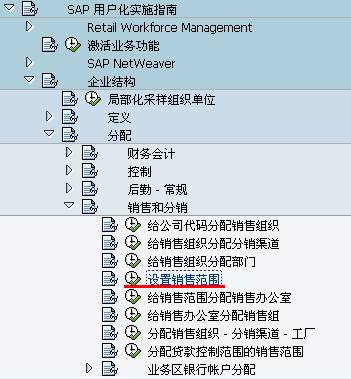 SAP 用户化实施指南
Retail Workforce Management
激活业务功能
SAP NetWeaver
企业结构
局部化采样组织单位
定义
分配
财务会计
控制
后勤 - 常规
销售和分销
给公司代码分配销售组织
给销售组织分配分销渠道
给销售组织分配部门
设置销售范围
给销售范围分配销售办公室
给销售办公室分配销售组
分配销售组织 - 分销渠道 - 工厂
分配贷款控制范围的销售范围
业务区银行帐户分配